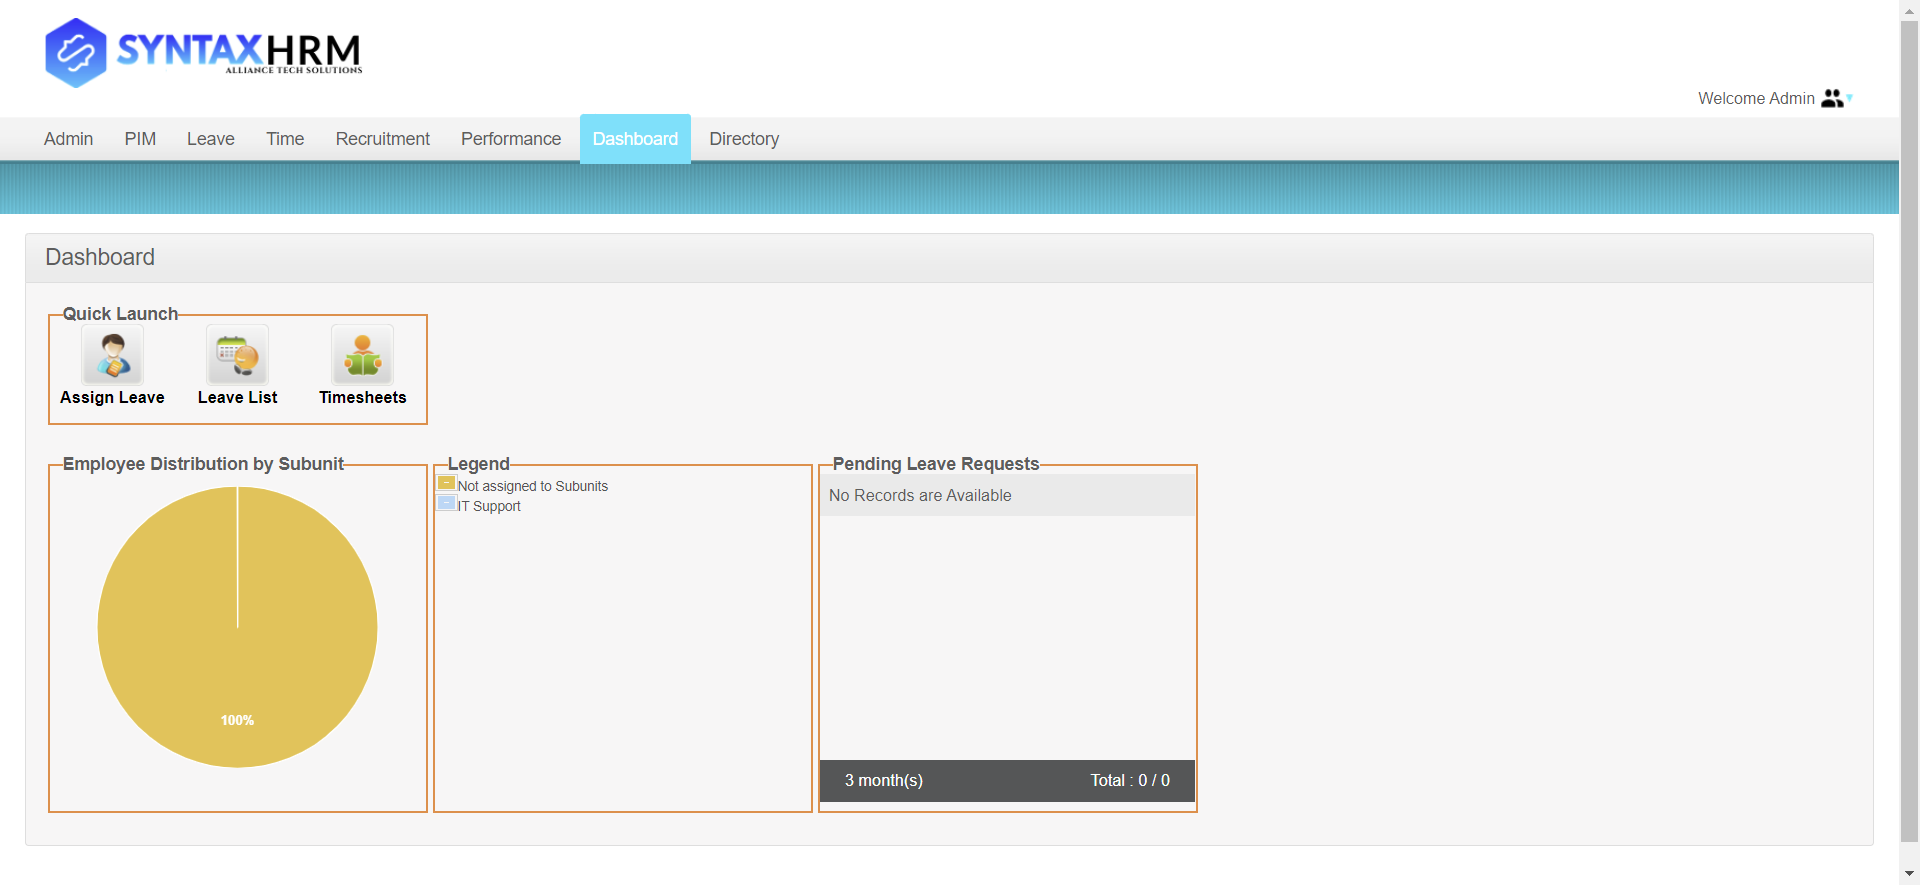 SYNTAXHRM
ALLIANCE TECH SOLUTIONS
Welcome Admin
Admin PIM Leave Time Recruitment Performance Dashboard Directory
Dashboard
Quick Launch
Assign Leave Leave List Timesheets
Employee Distribution by Subunit
100%
Legend
Not assigned to Subunits
IT Support
Pending Leave Requests
No Records are Available
3 month(s) Total : 0 / 0